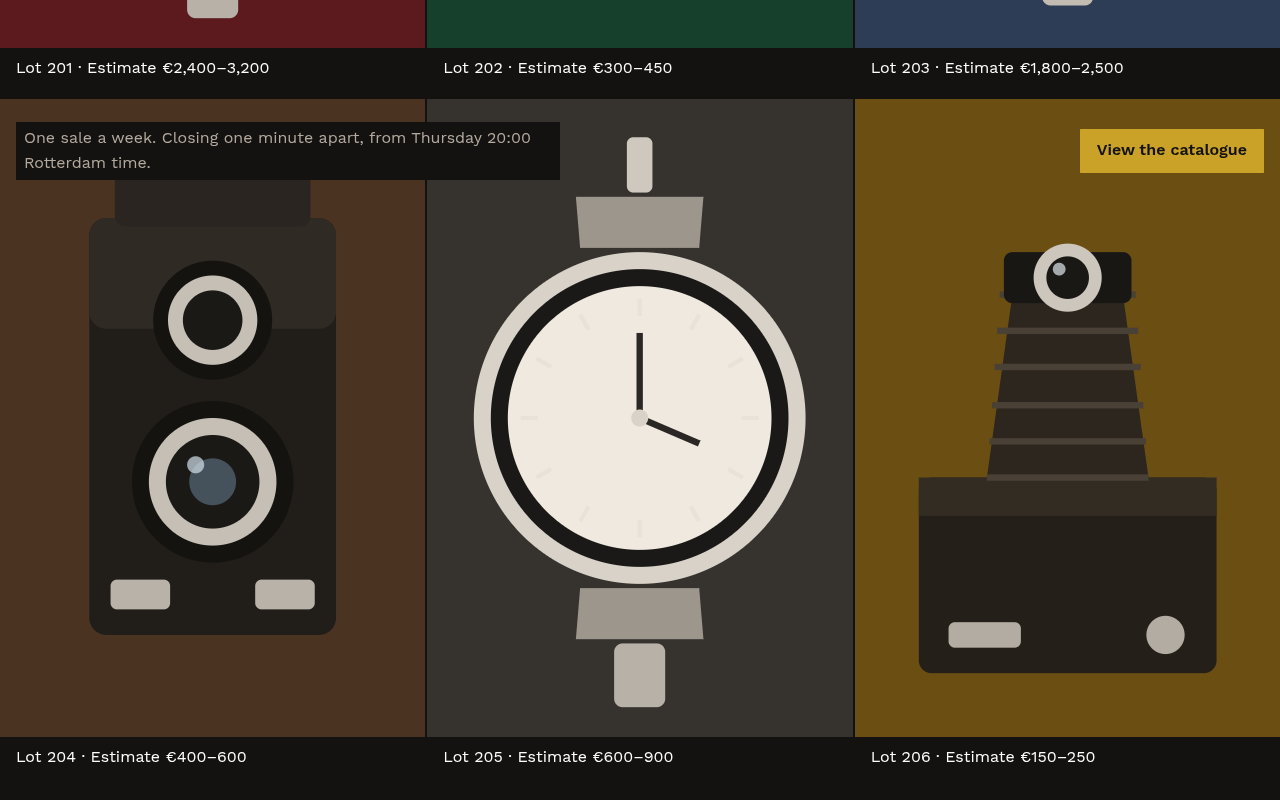 Lot 201 · Estimate €2,400–3,200
Lot 202 · Estimate €300–450
Lot 203 · Estimate €1,800–2,500
One sale a week. Closing one minute apart, from Thursday 20:00
Rotterdam time.
View the catalogue
Lot 204 · Estimate €400–600
Lot 205 · Estimate €600–900
Lot 206 · Estimate €150–250